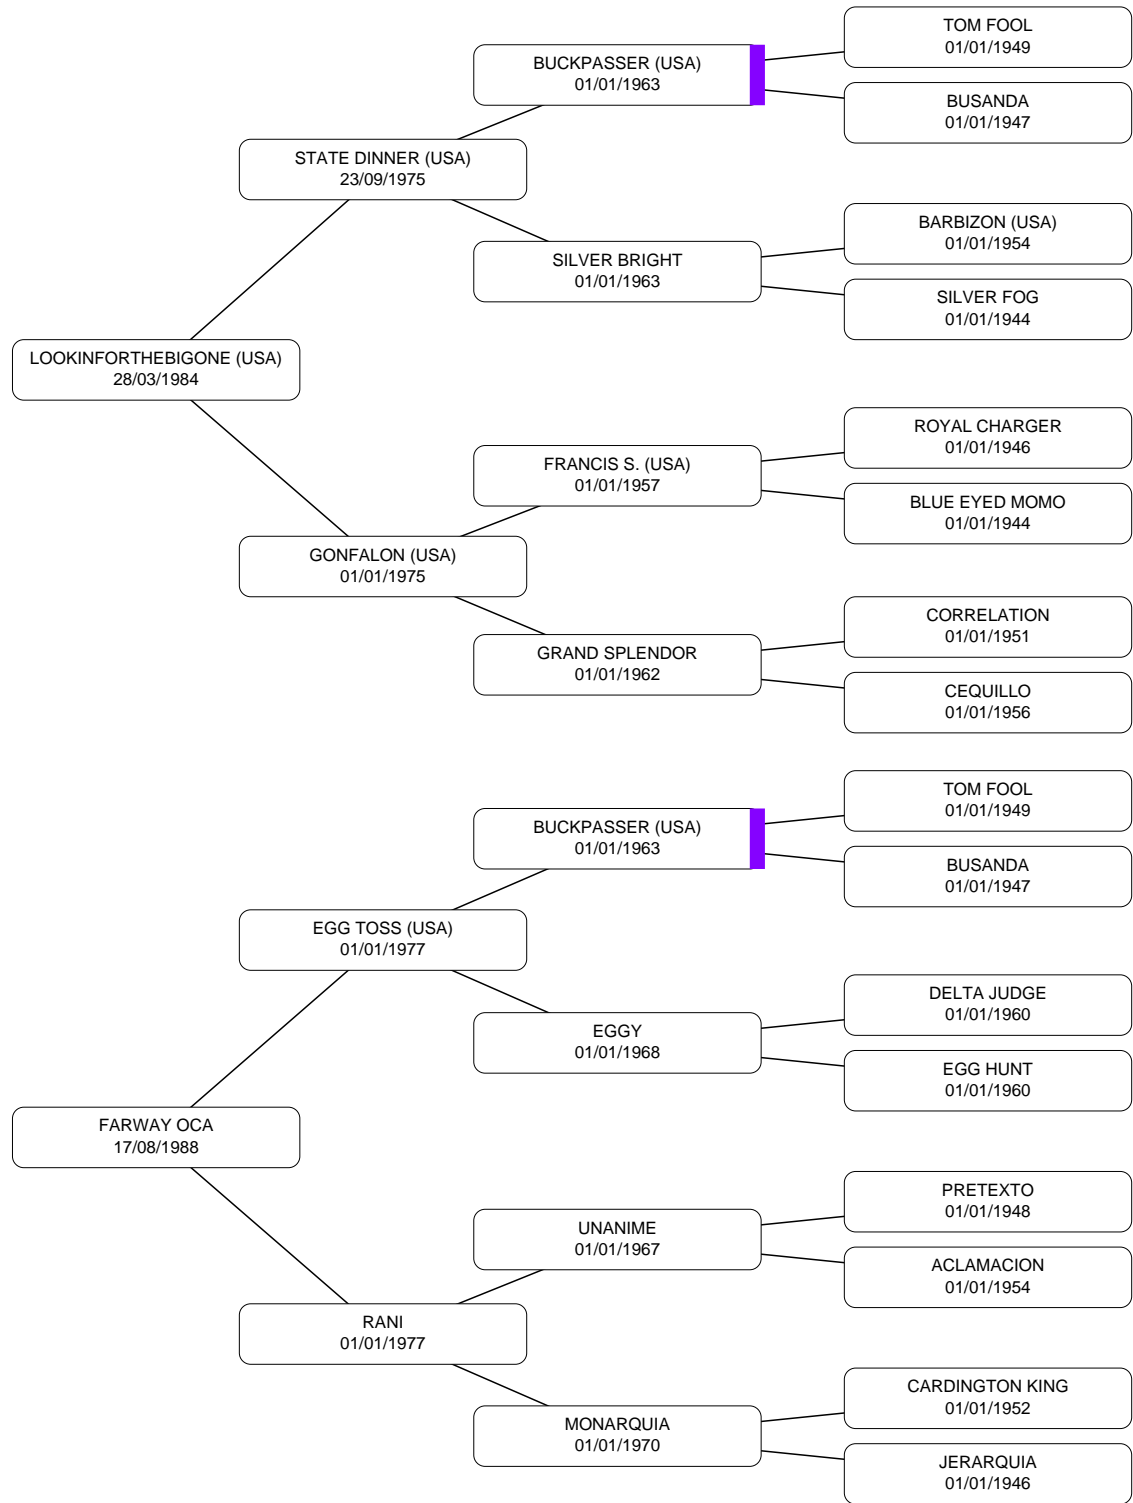 TOM FOOL
01/01/1949
BUCKPASSER (USA)
01/01/1963
BUSANDA
01/01/1947
STATE DINNER (USA)
23/09/1975
BARBIZON (USA)
01/01/1954
SILVER BRIGHT
01/01/1963
SILVER FOG
01/01/1944
LOOKINFORTHEBIGONE (USA)
28/03/1984
ROYAL CHARGER
01/01/1946
FRANCIS S. (USA)
01/01/1957
BLUE EYED MOMO
01/01/1944
GONFALON (USA)
01/01/1975
CORRELATION
01/01/1951
GRAND SPLENDOR
01/01/1962
CEQUILLO
01/01/1956
TOM FOOL
01/01/1949
BUCKPASSER (USA)
01/01/1963
BUSANDA
01/01/1947
EGG TOSS (USA)
01/01/1977
DELTA JUDGE
01/01/1960
EGGY
01/01/1968
EGG HUNT
01/01/1960
FARWAY OCA
17/08/1988
PRETEXTO
01/01/1948
UNANIME
01/01/1967
ACLAMACION
01/01/1954
RANI
01/01/1977
CARDINGTON KING
01/01/1952
MONARQUIA
01/01/1970
JERARQUIA
01/01/1946